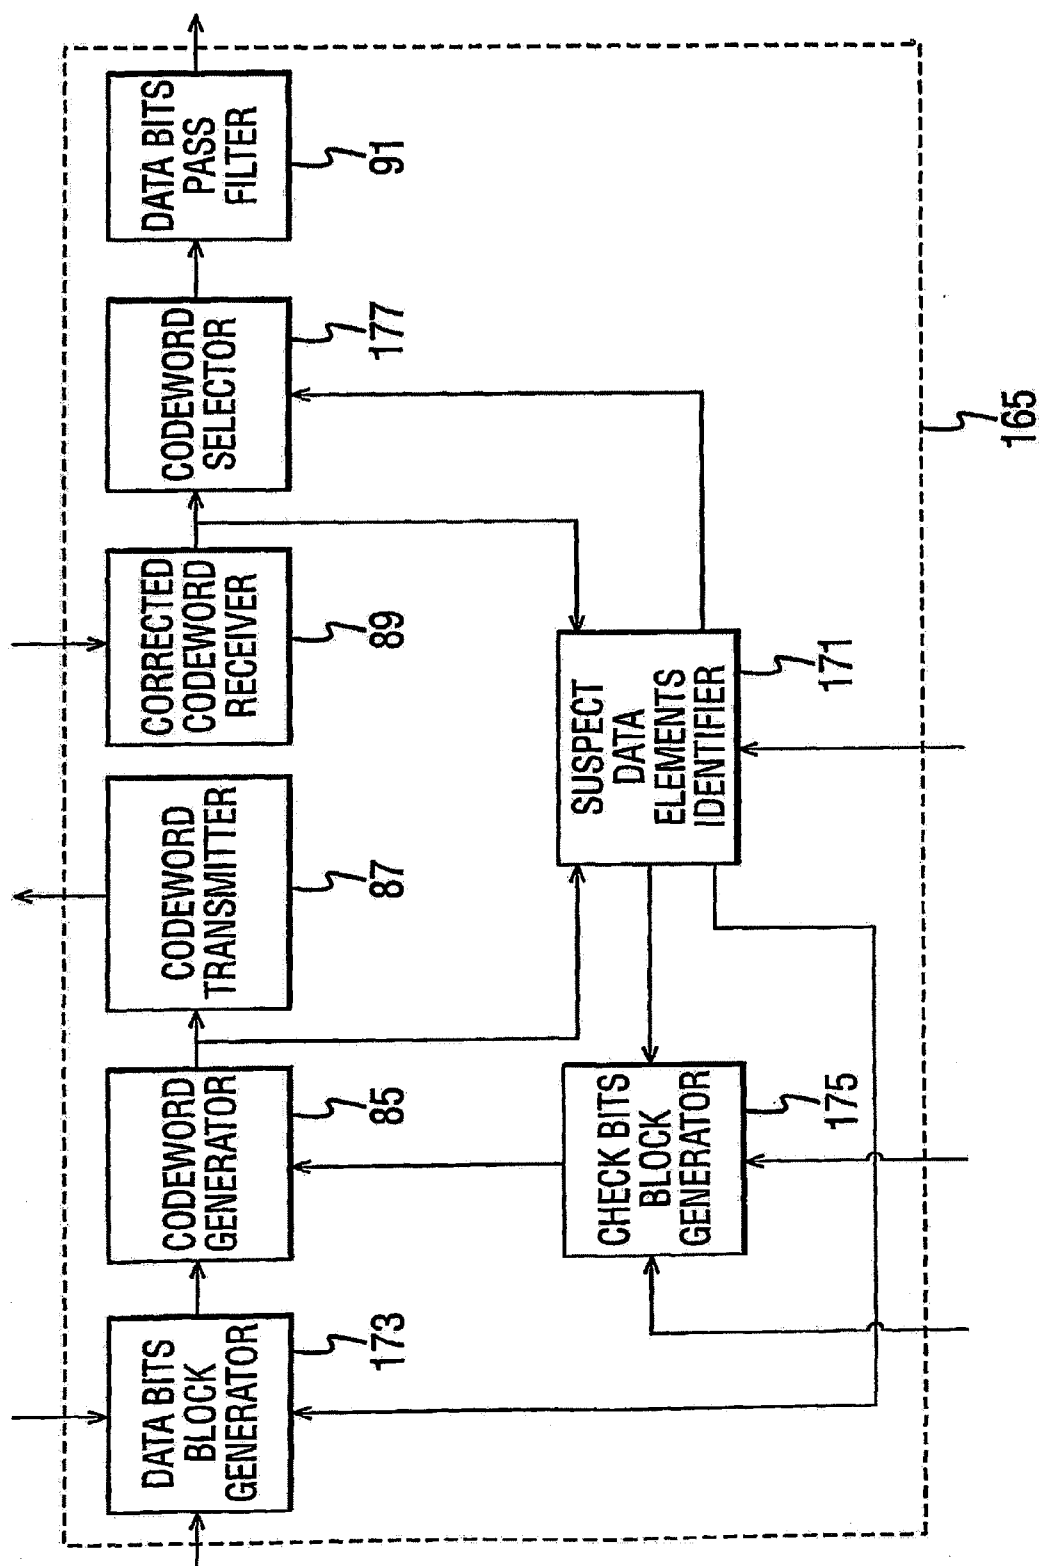 DATA BITS
BLOCK
GENERATOR
173
CODEWORD
GENERATOR
85
CODEWORD
TRANSMITTER
87
CORRECTED
CODEWORD
RECEIVER
89
CODEWORD
SELECTOR
177
DATA BITS
PASS
FILTER
91
CHECK BITS
BLOCK
GENERATOR
175
SUSPECT
DATA
ELEMENTS
IDENTIFIER
171
165